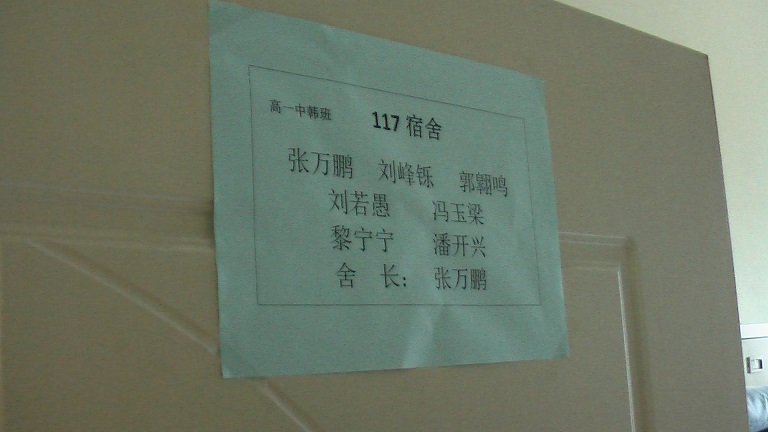 高一中韩班 117 宿舍
张万鹏 刘峰铄 郭翱鸣
刘若愚 冯玉梁
黎宁宁 潘开兴
舍 长： 张万鹏